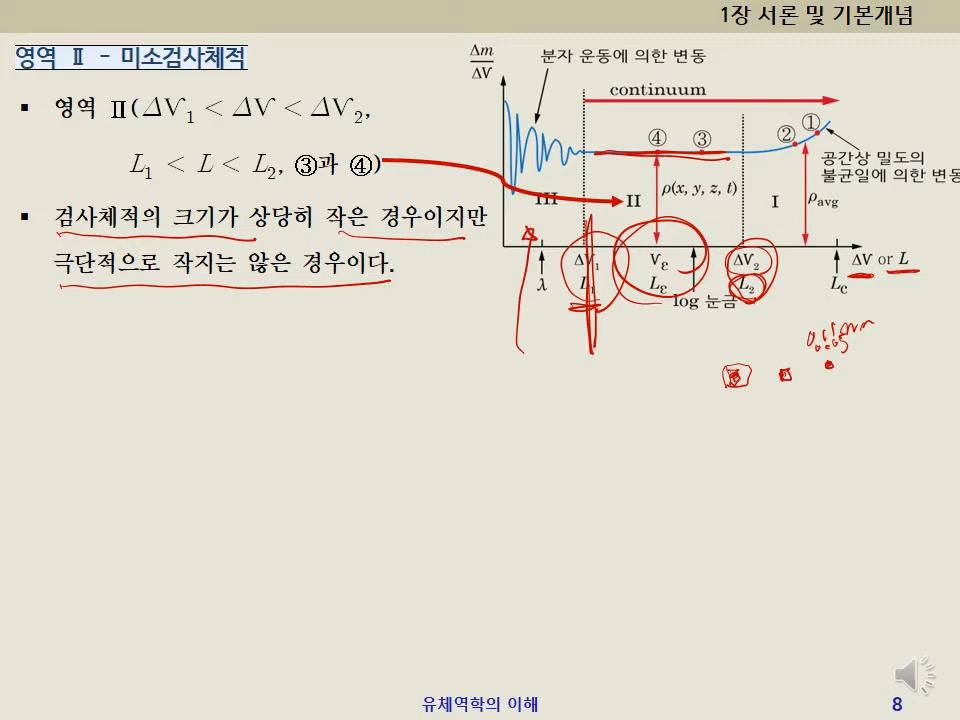 1장 서론 및 기본개념
영역 Ⅱ - 미소검사체적
▪ 영역 Ⅱ(ΔV₁ < ΔV < ΔV₂,
L₁ < L < L₂, ③과 ④)
▪ 검사체적의 크기가 상당히 작은 경우이지만
극단적으로 작지는 않은 경우이다.
Δm
ΔV
분자 운동에 의한 변동
continuum
④ ③ ② ①
공간상 밀도의
불균일에 의한 변동
III II ρ(x, y, z, t) I ρavg
ΔV₁ Vε ΔV₂ ΔV or L
λ L₁ Lε L₂ Lc
log 눈금
유체역학의 이해
8